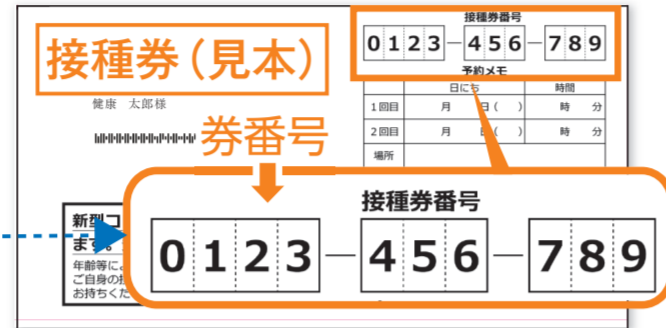 接種券番号
0123-456-789
接種券（見本）
予約メモ
日にち 時間
1回目 月 日( ) 時 分
2回目 月 日( ) 時 分
場所
健康 太郎様
券番号
接種券番号
0123-456-789
新型コ
ます。
年齢等によ
ご自身の接
お持ちくだ